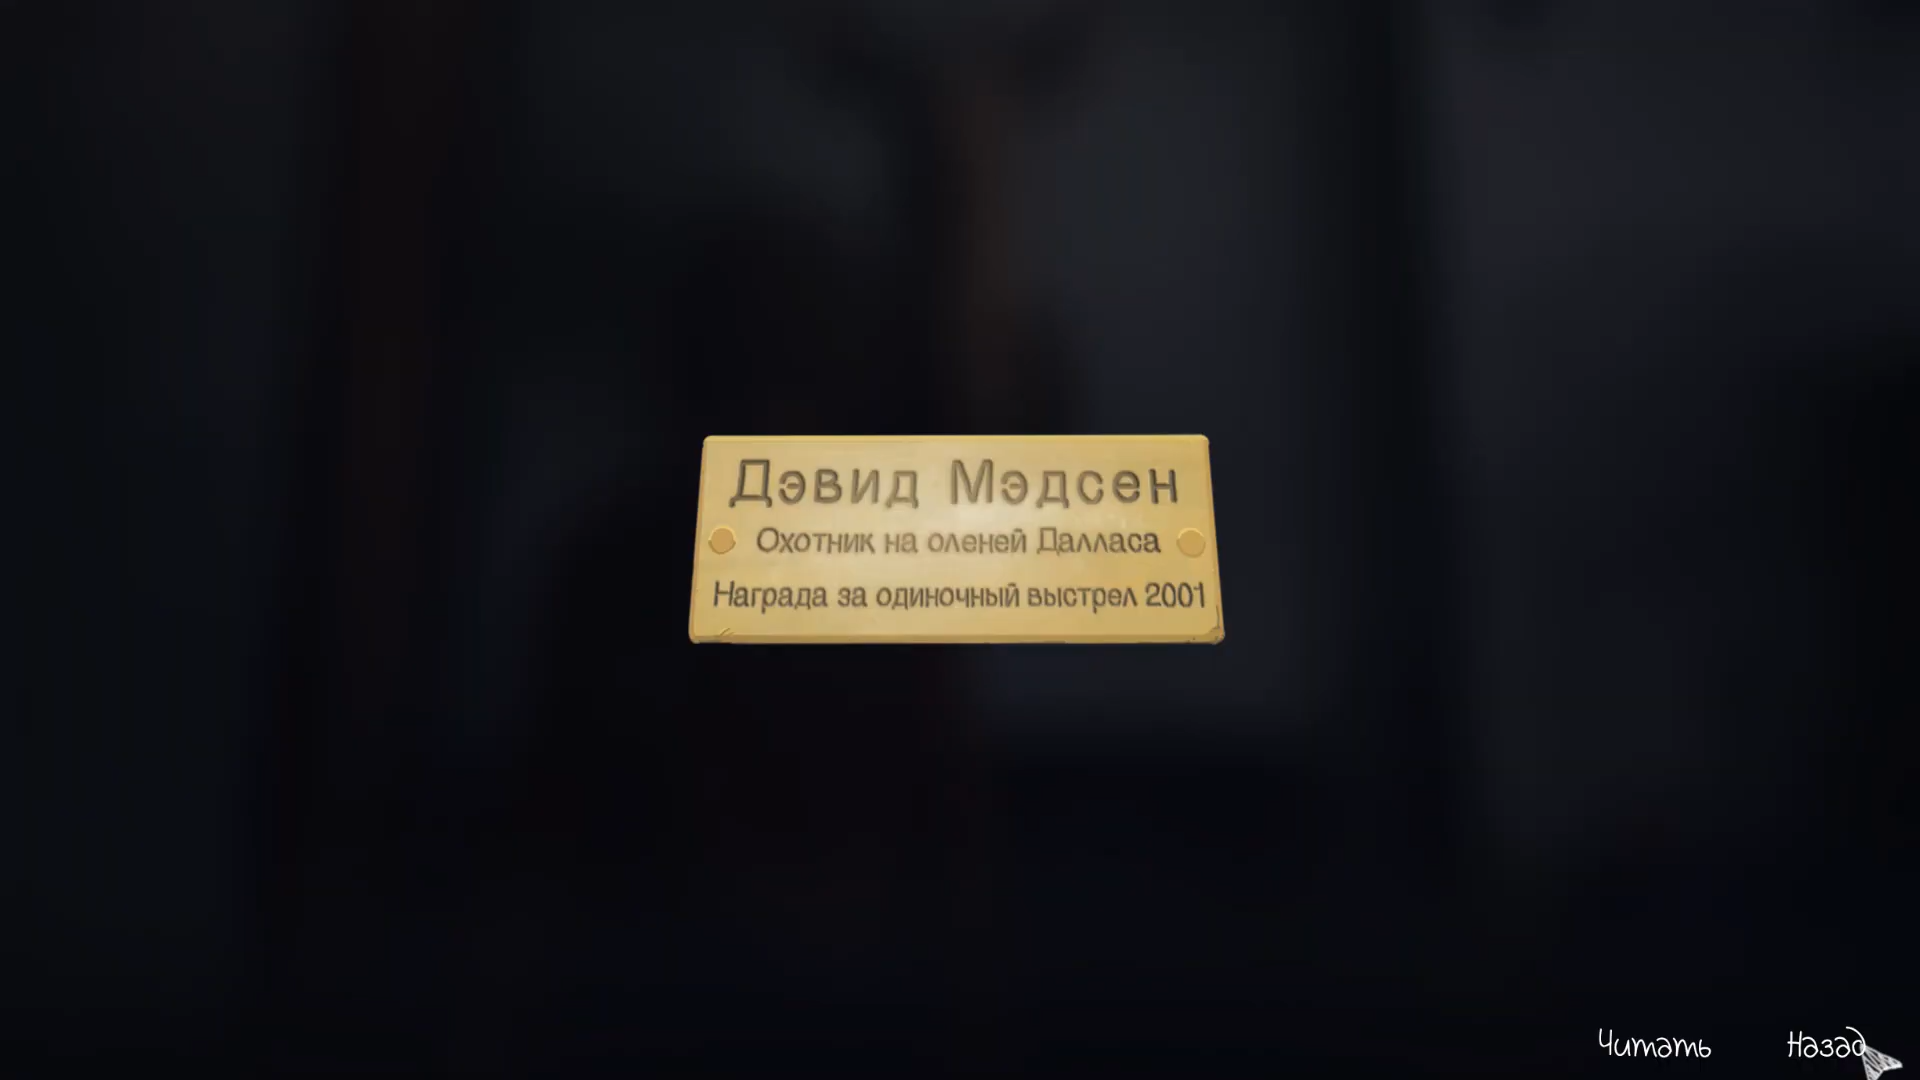 Дэвид Мэдсен
Охотник на оленей Далласа
Награда за одиночный выстрел 2001
Читать Назад